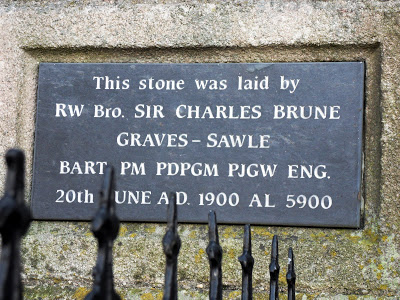 This stone was laid by
RW Bro. SIR CHARLES BRUNE
GRAVES – SAWLE
BART. PM PDPGM PJGW ENG.
20th JUNE A.D. 1900 AL 5900